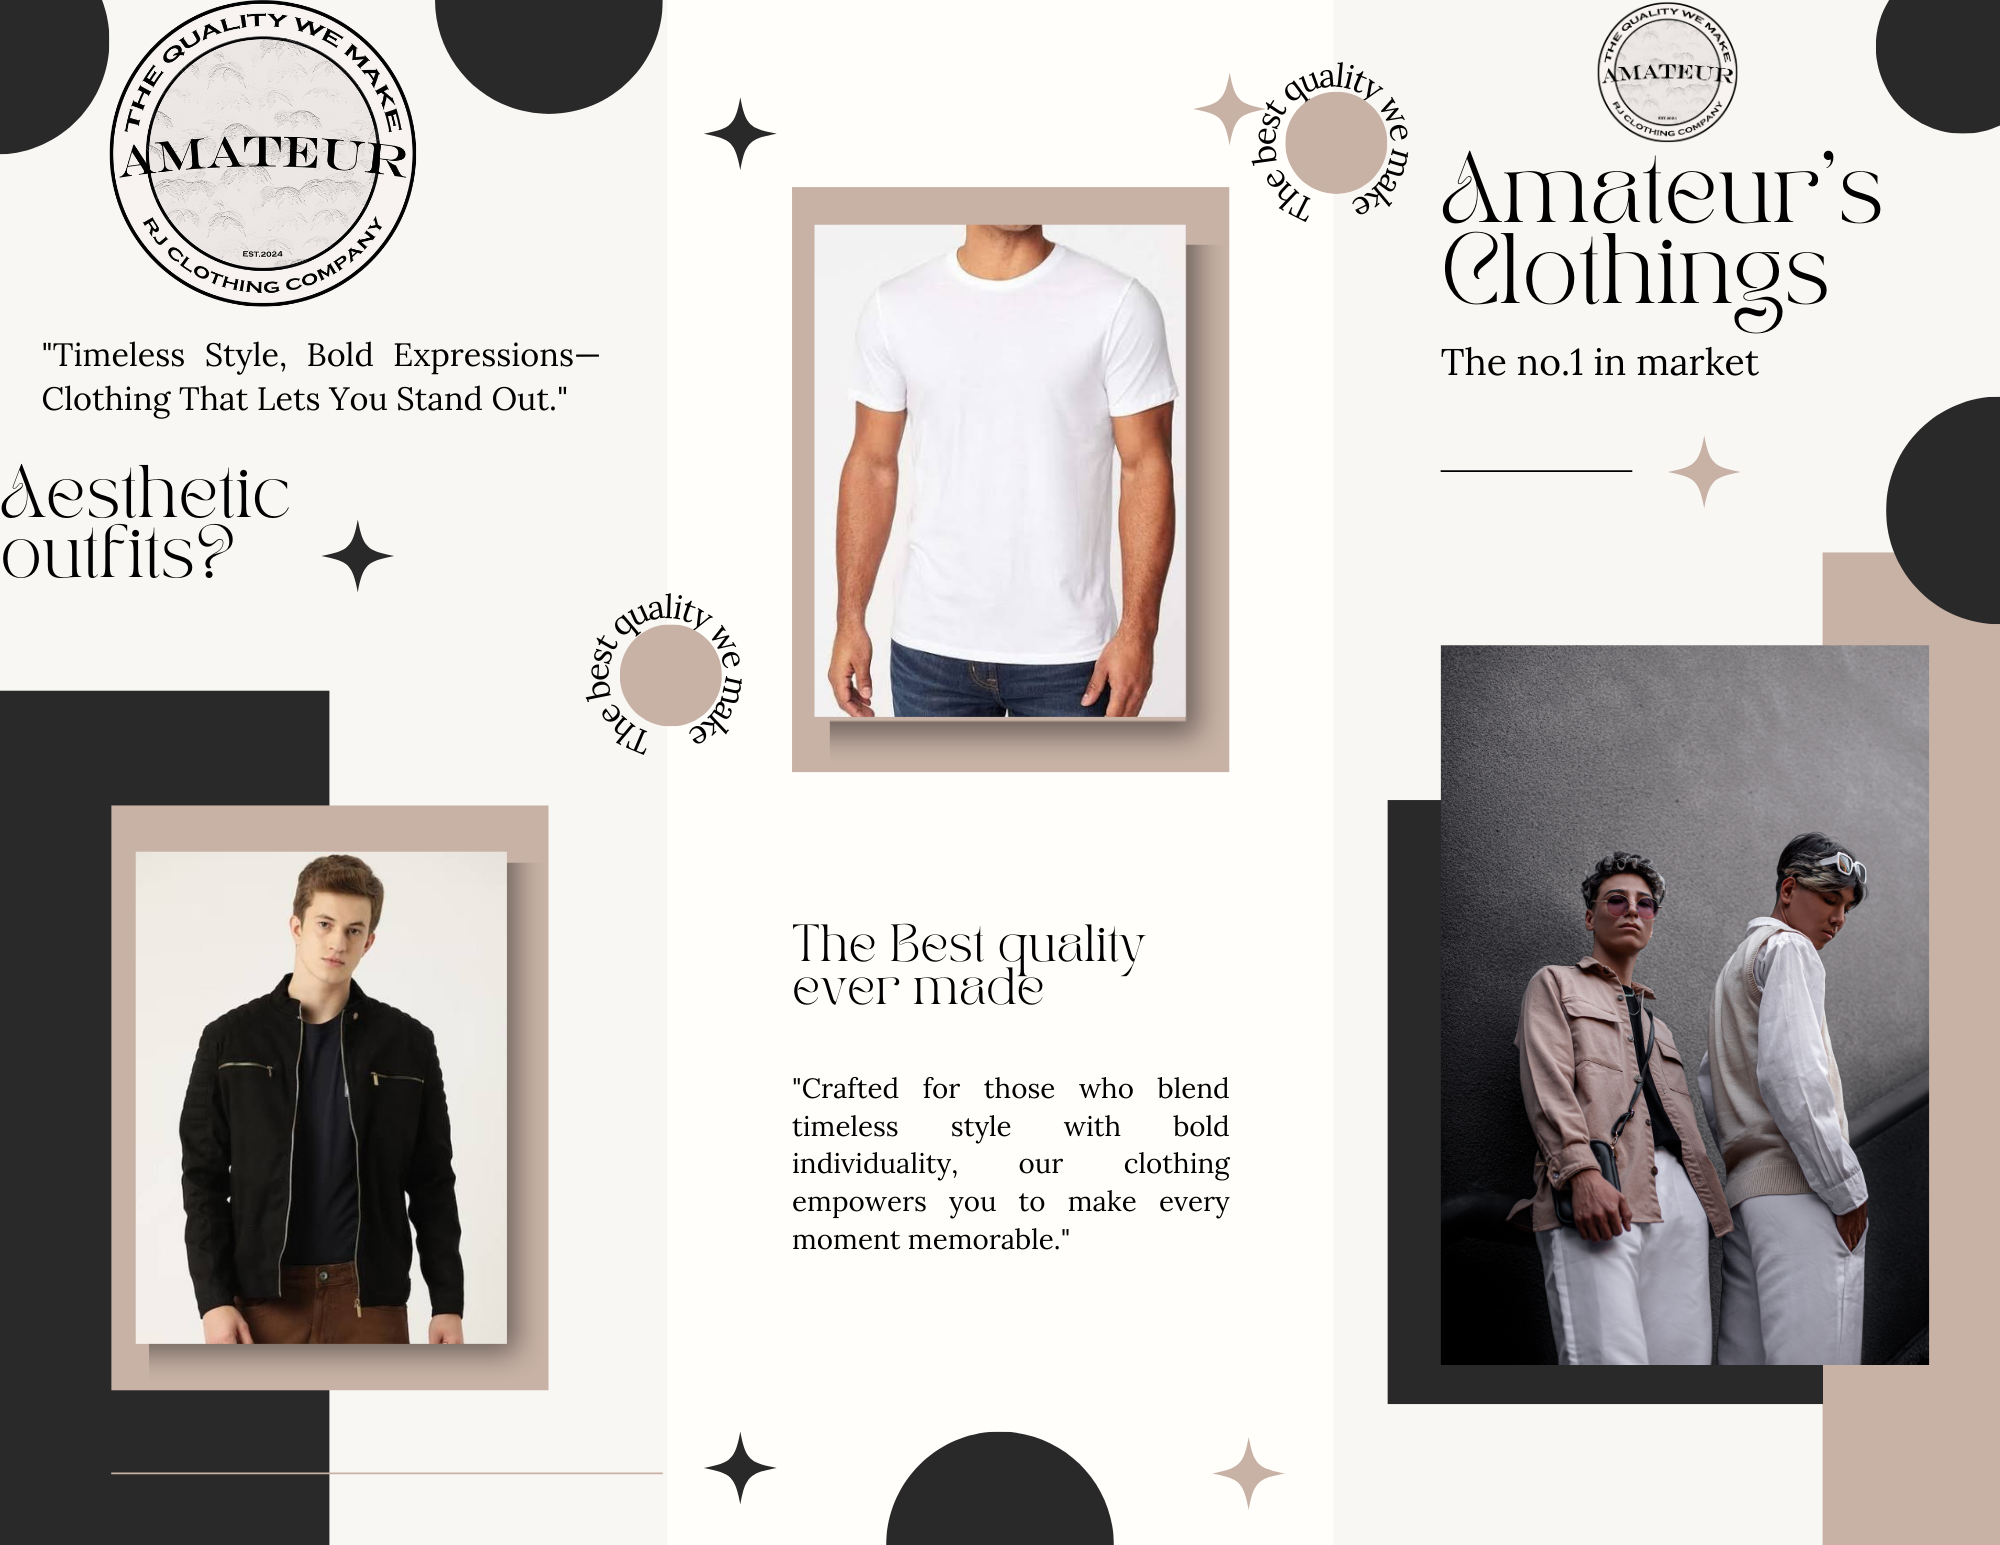 THE QUALITY WE MAKE
AMATEUR
EST.2024
RJ CLOTHING COMPANY
"Timeless Style, Bold Expressions—
Clothing That Lets You Stand Out."
Aesthetic
outfits?
The best quality we make
The best quality we make
The Best quality
ever made
"Crafted for those who blend
timeless style with bold
individuality, our clothing
empowers you to make every
moment memorable."
THE QUALITY WE MAKE
AMATEUR
EST.2024
RJ CLOTHING COMPANY
Amateur's
Clothings
The no.1 in market